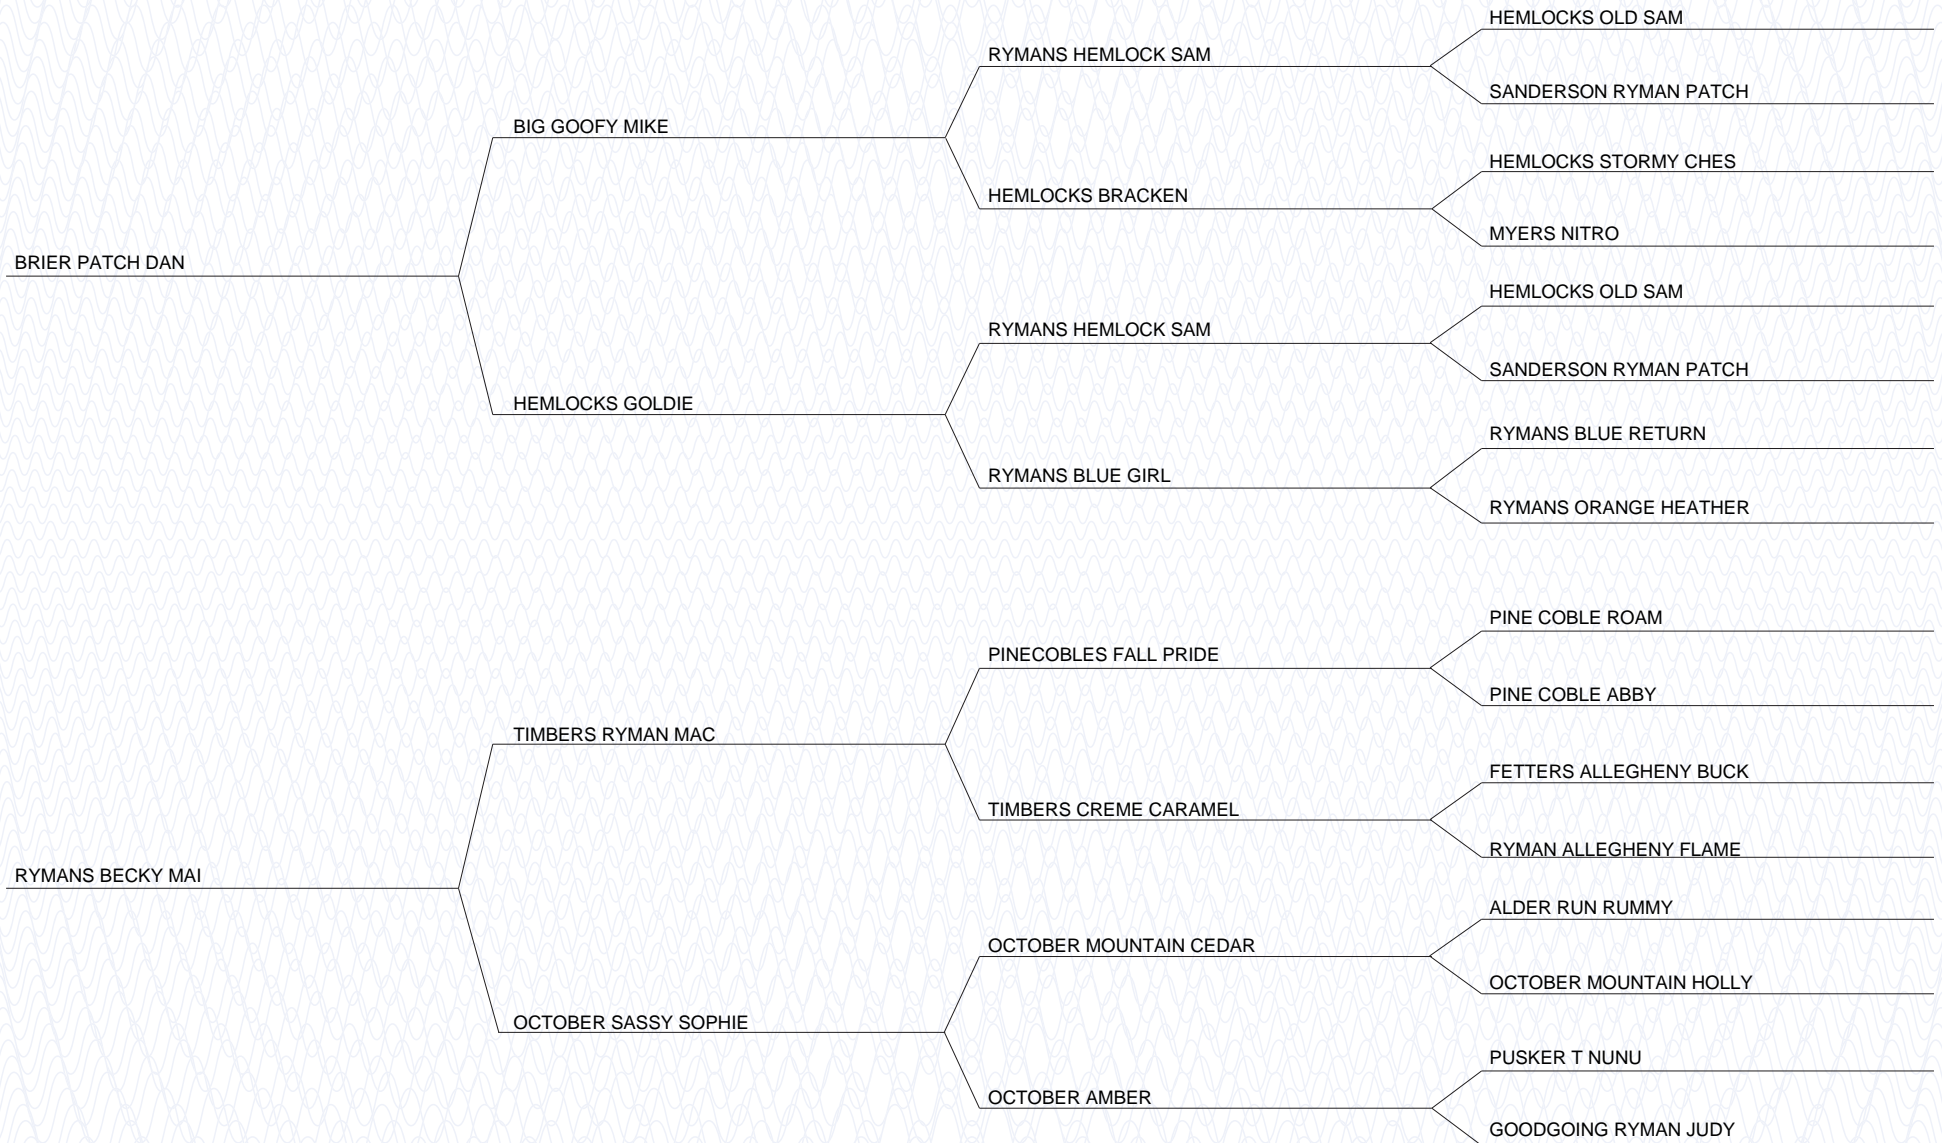 HEMLOCKS OLD SAM
RYMANS HEMLOCK SAM
SANDERSON RYMAN PATCH
BIG GOOFY MIKE
HEMLOCKS STORMY CHES
HEMLOCKS BRACKEN
MYERS NITRO
BRIER PATCH DAN
HEMLOCKS OLD SAM
RYMANS HEMLOCK SAM
SANDERSON RYMAN PATCH
HEMLOCKS GOLDIE
RYMANS BLUE RETURN
RYMANS BLUE GIRL
RYMANS ORANGE HEATHER
PINE COBLE ROAM
PINECOBLES FALL PRIDE
PINE COBLE ABBY
TIMBERS RYMAN MAC
FETTERS ALLEGHENY BUCK
TIMBERS CREME CARAMEL
RYMAN ALLEGHENY FLAME
RYMANS BECKY MAI
ALDER RUN RUMMY
OCTOBER MOUNTAIN CEDAR
OCTOBER MOUNTAIN HOLLY
OCTOBER SASSY SOPHIE
PUSKER T NUNU
OCTOBER AMBER
GOODGOING RYMAN JUDY